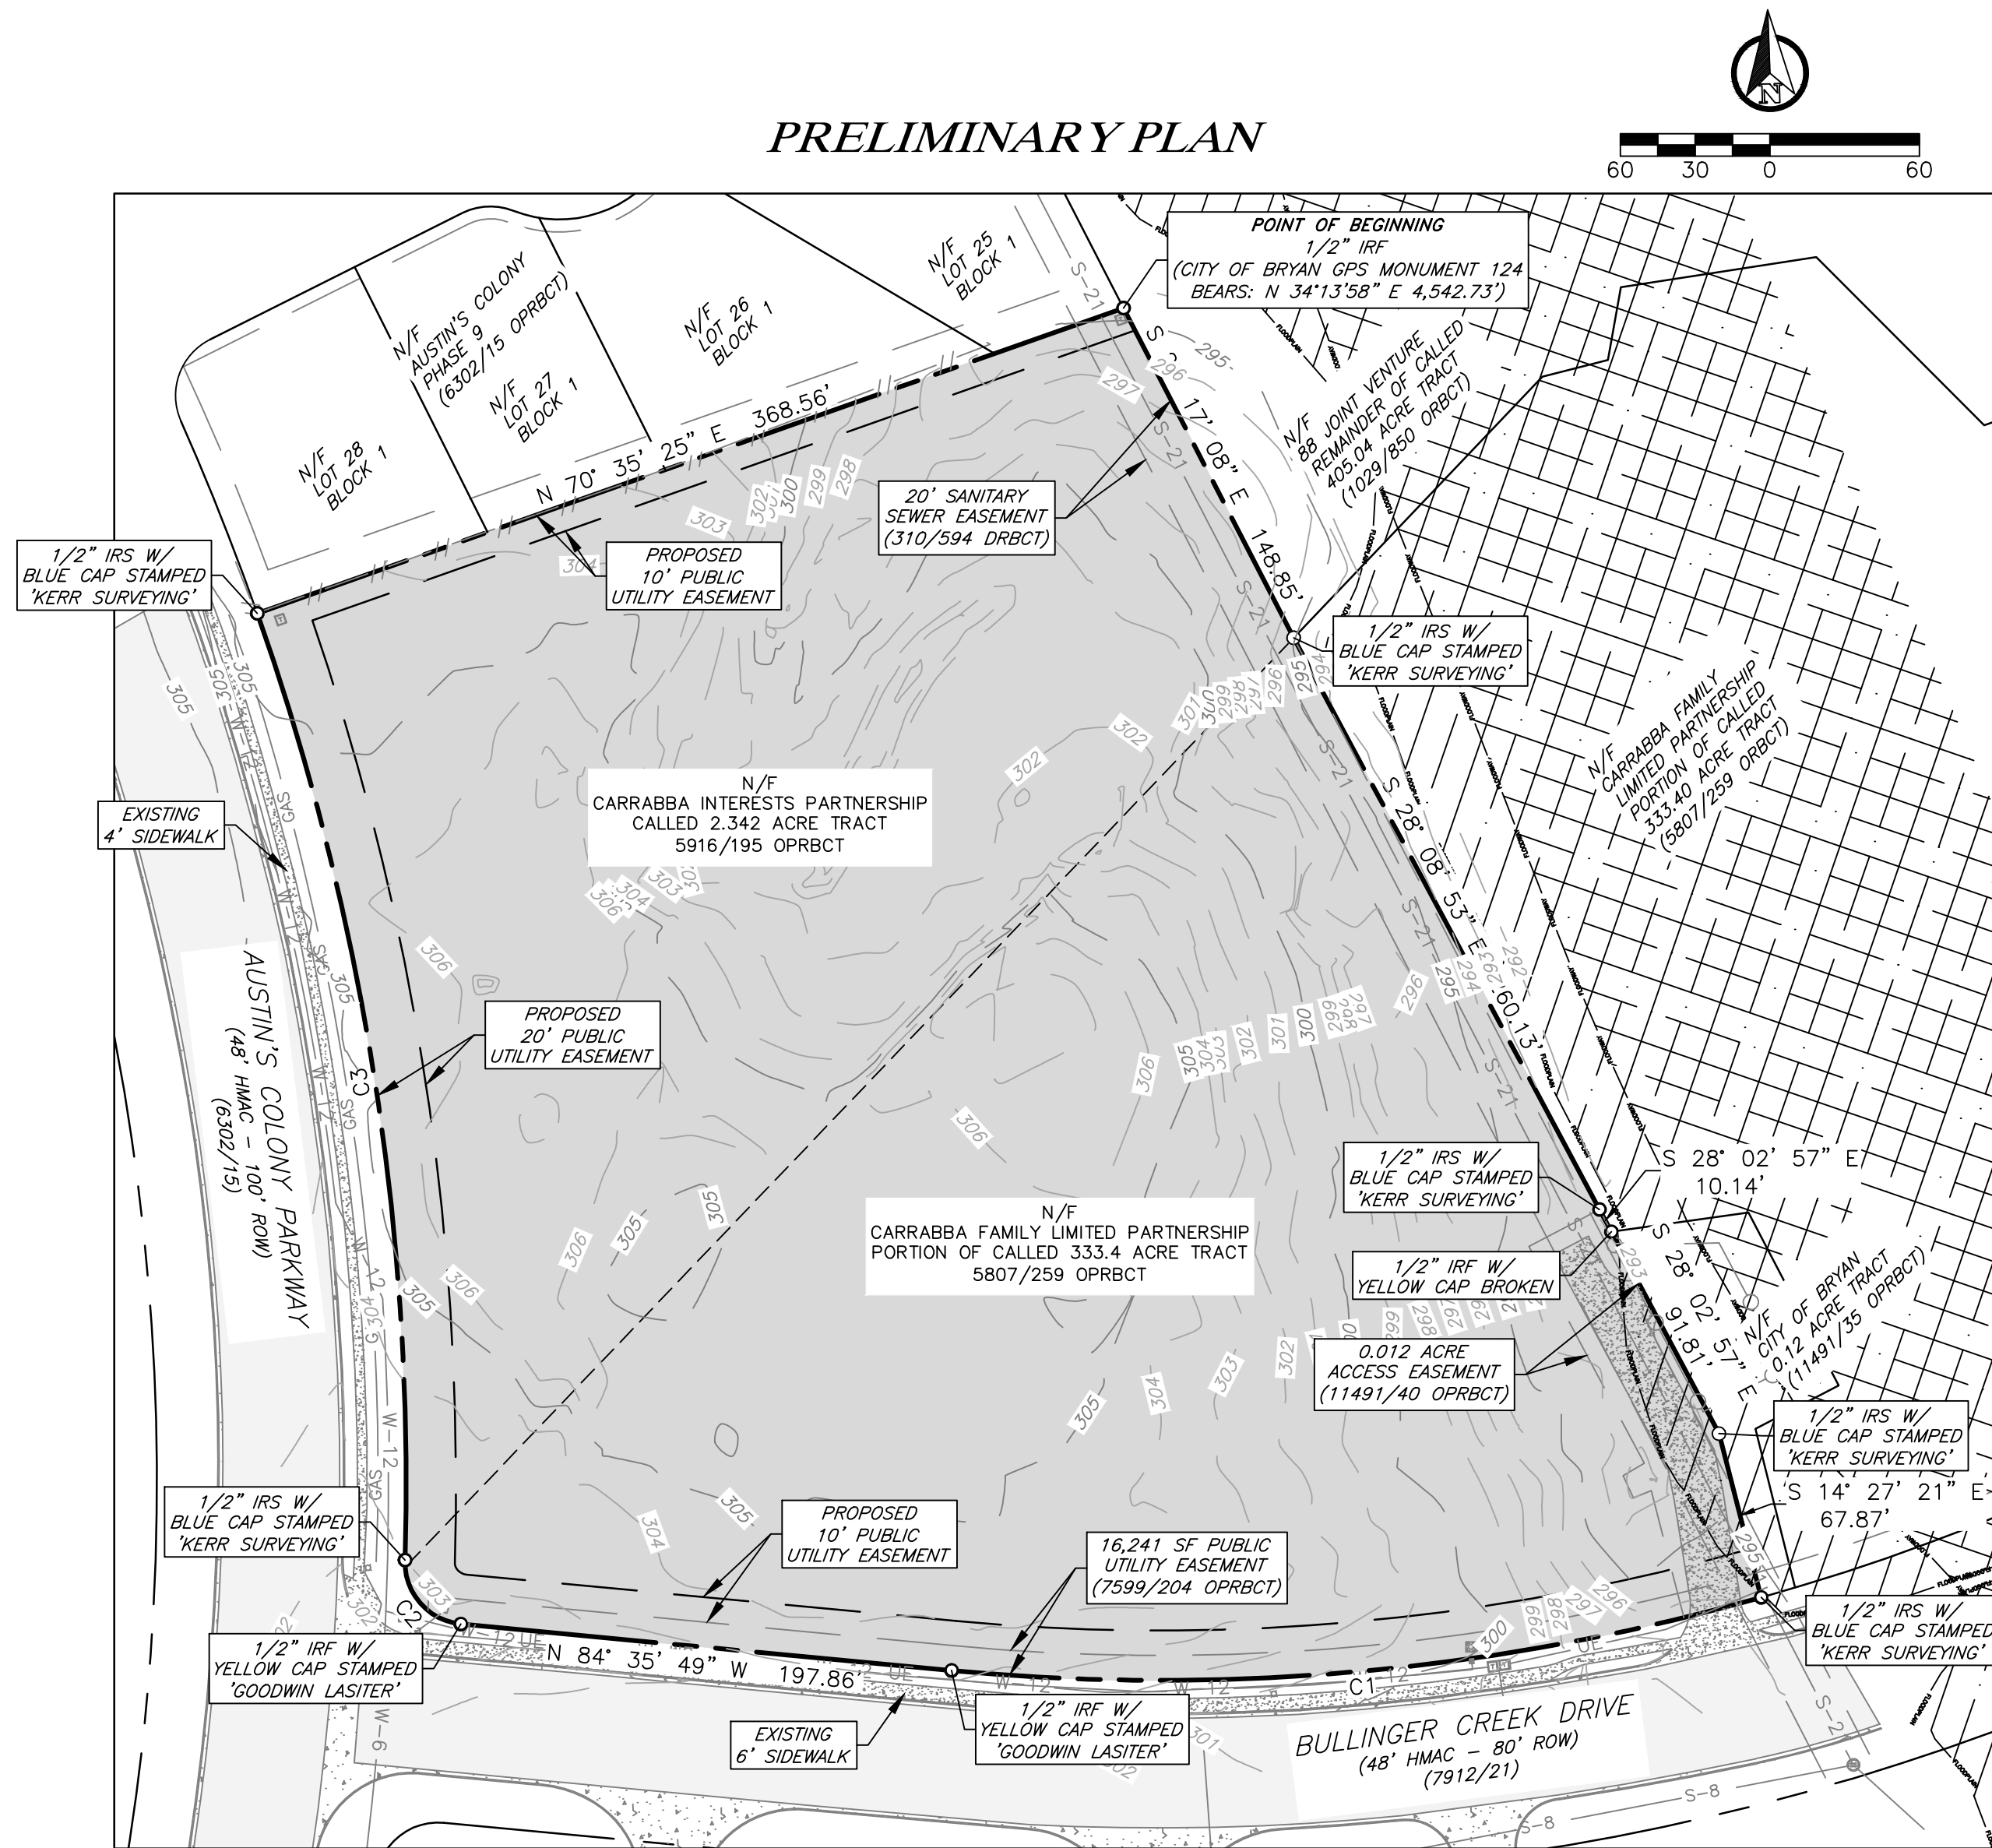 PRELIMINARY PLAN
N
60 30 0 60
POINT OF BEGINNING
1/2" IRF
(CITY OF BRYAN GPS MONUMENT 124
BEARS: N 34°13'58" E 4,542.73')
N/F
LOT 25
BLOCK 1
N/F
LOT 26
BLOCK 1
N/F
AUSTIN'S COLONY
PHASE 9
(6302/15 OPRBCT)
N/F
LOT 27
BLOCK 1
N/F
LOT 28
BLOCK 1
N 70° 35' 25" E 368.56'
17' 08" E 148.85'
N/F
88 JOINT VENTURE
REMAINDER OF CALLED
405.04 ACRE TRACT
(1029/850 ORBCT)
20' SANITARY
SEWER EASEMENT
(310/594 DRBCT)
PROPOSED
10' PUBLIC
UTILITY EASEMENT
1/2" IRS W/
BLUE CAP STAMPED
'KERR SURVEYING'
1/2" IRS W/
BLUE CAP STAMPED
'KERR SURVEYING'
N/F
CARRABBA FAMILY
LIMITED PARTNERSHIP
PORTION OF CALLED
333.40 ACRE TRACT
(5807/259 ORBCT)
EXISTING
4' SIDEWALK
N/F
CARRABBA INTERESTS PARTNERSHIP
CALLED 2.342 ACRE TRACT
5916/195 OPRBCT
S 28° 08' 53" E
60.13'
PROPOSED
20' PUBLIC
UTILITY EASEMENT
C3
AUSTIN'S COLONY PARKWAY
(48' HMAC - 100' ROW)
(6302/15)
1/2" IRS W/
BLUE CAP STAMPED
'KERR SURVEYING'
S 28° 02' 57" E
10.14'
N/F
CARRABBA FAMILY LIMITED PARTNERSHIP
PORTION OF CALLED 333.4 ACRE TRACT
5807/259 OPRBCT
1/2" IRF W/
YELLOW CAP BROKEN
S 28° 02' 57" E
91.81'
N/F
CITY OF BRYAN
0.12 ACRE TRACT
(11491/35 OPRBCT)
0.012 ACRE
ACCESS EASEMENT
(11491/40 OPRBCT)
1/2" IRS W/
BLUE CAP STAMPED
'KERR SURVEYING'
S 14° 27' 21" E
67.87'
1/2" IRS W/
BLUE CAP STAMPED
'KERR SURVEYING'
PROPOSED
10' PUBLIC
UTILITY EASEMENT
16,241 SF PUBLIC
UTILITY EASEMENT
(7599/204 OPRBCT)
C2
1/2" IRF W/
YELLOW CAP STAMPED
'GOODWIN LASITER'
N 84° 35' 49" W 197.86'
C1
1/2" IRS W/
BLUE CAP STAMPED
'KERR SURVEYING'
EXISTING
6' SIDEWALK
1/2" IRF W/
YELLOW CAP STAMPED
'GOODWIN LASITER'
BULLINGER CREEK DRIVE
(48' HMAC - 80' ROW)
(7912/21)
S-8
S-8